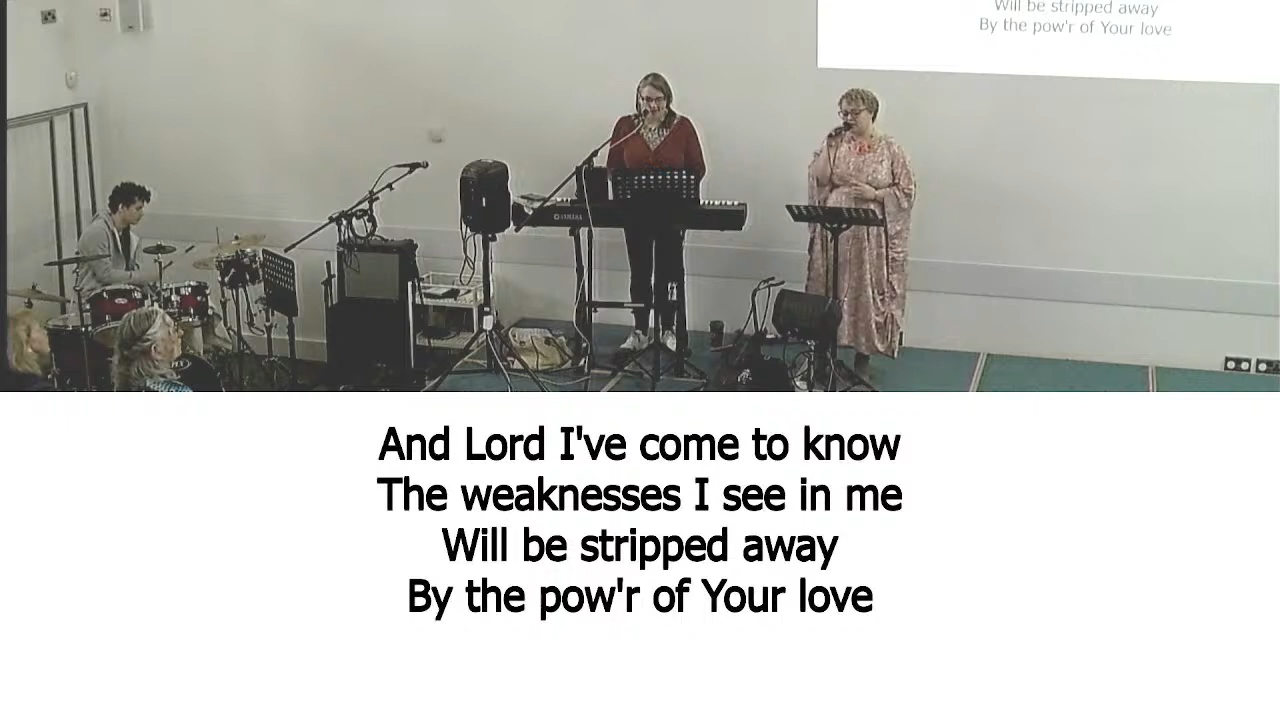 Will be stripped away
By the pow'r of Your love
And Lord I've come to know
The weaknesses I see in me
Will be stripped away
By the pow'r of Your love